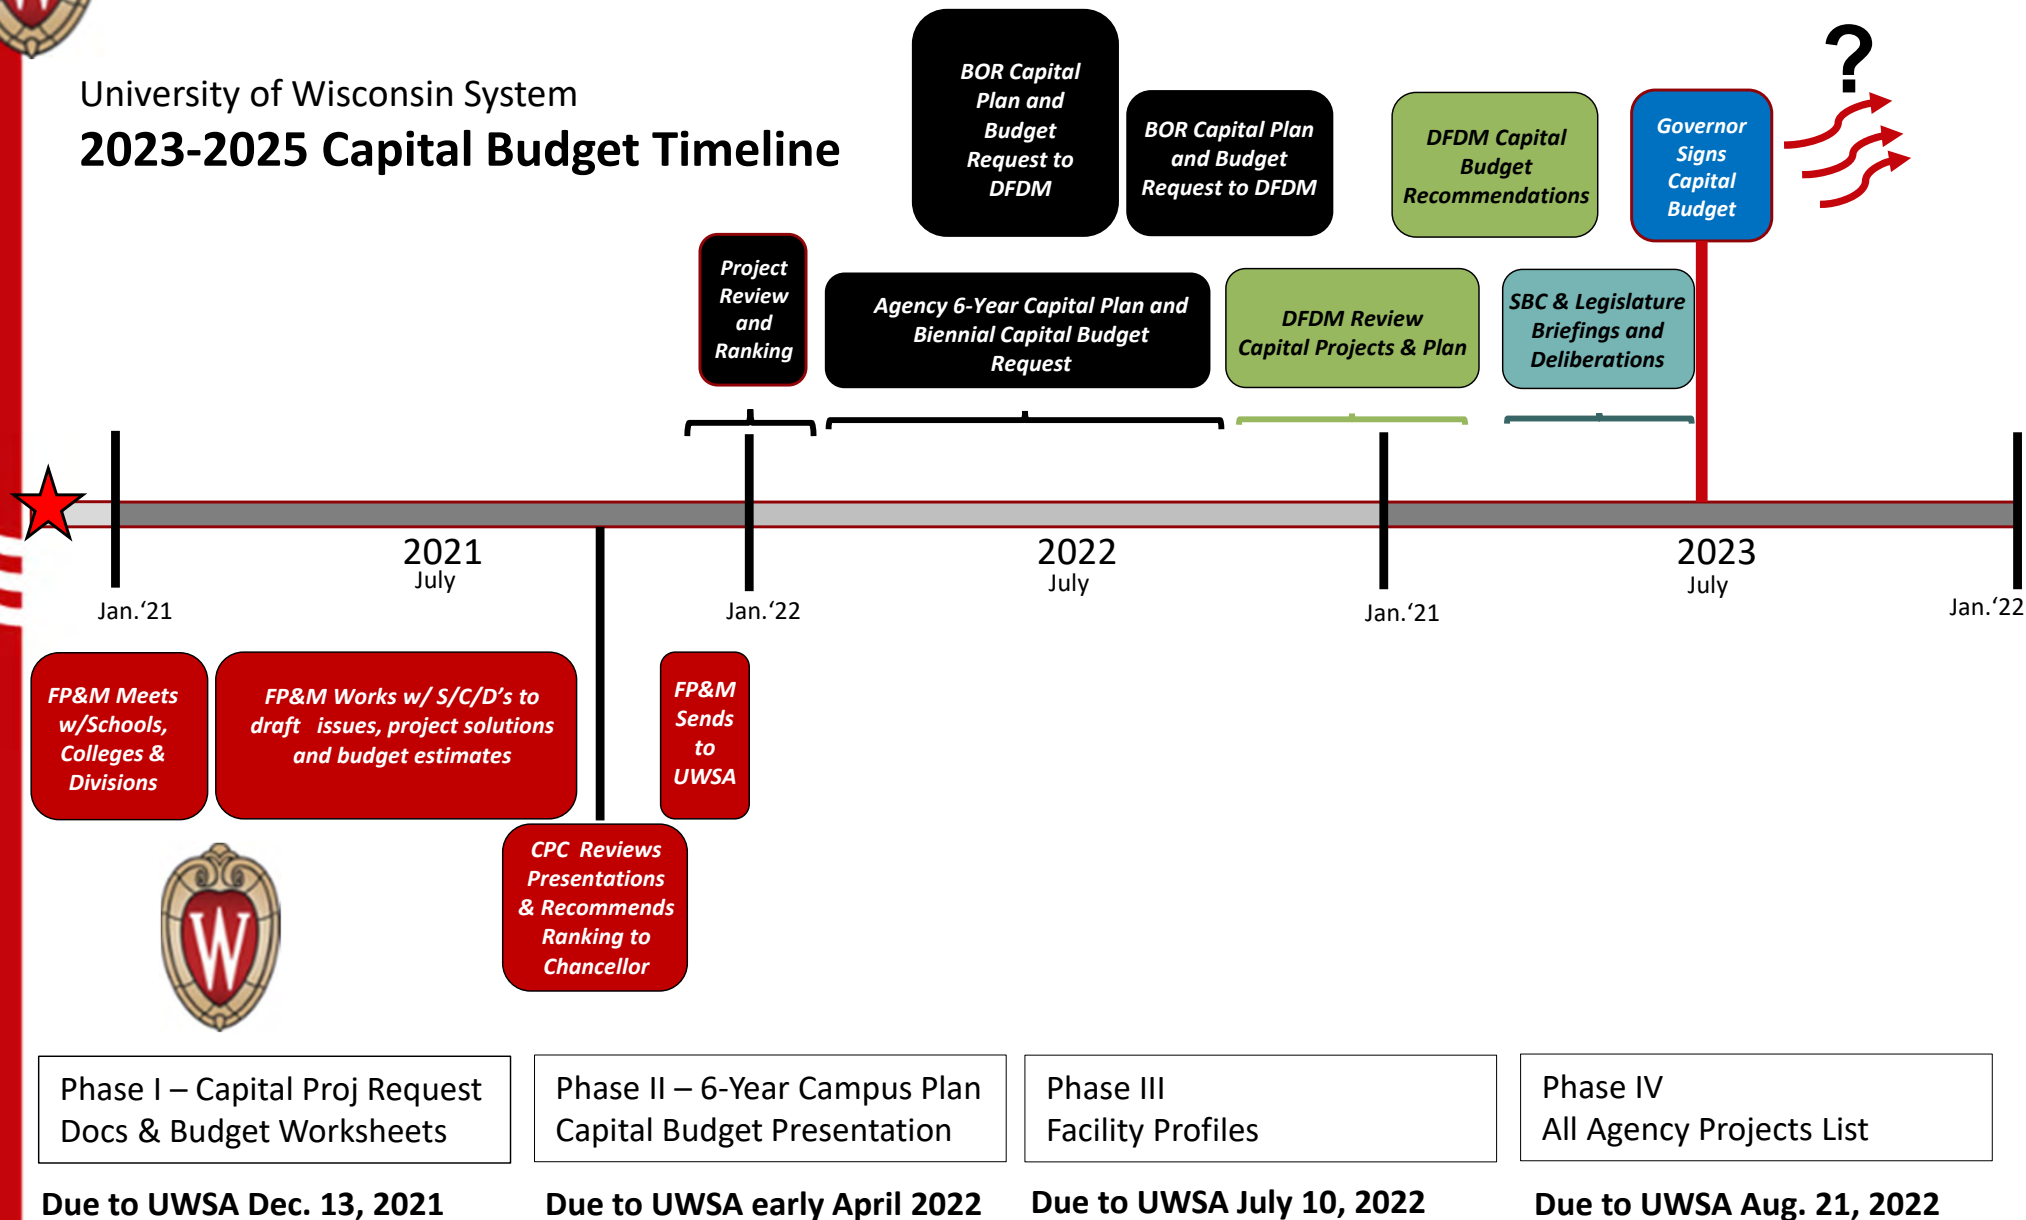 University of Wisconsin System
2023-2025 Capital Budget Timeline
BOR Capital
Plan and
Budget
Request to
DFDM
BOR Capital Plan
and Budget
Request to DFDM
DFDM Capital
Budget
Recommendations
Governor
Signs
Capital
Budget
?
Project
Review
and
Ranking
Agency 6-Year Capital Plan and
Biennial Capital Budget
Request
DFDM Review
Capital Projects & Plan
SBC & Legislature
Briefings and
Deliberations
2021
July
2022
July
2023
July
Jan.‘21
Jan.‘22
Jan.‘21
Jan.‘22
FP&M Meets
w/Schools,
Colleges &
Divisions
FP&M Works w/ S/C/D’s to
draft issues, project solutions
and budget estimates
FP&M
Sends
to
UWSA
CPC Reviews
Presentations
& Recommends
Ranking to
Chancellor
W
Phase I – Capital Proj Request
Docs & Budget Worksheets
Due to UWSA Dec. 13, 2021
Phase II – 6-Year Campus Plan
Capital Budget Presentation
Due to UWSA early April 2022
Phase III
Facility Profiles
Due to UWSA July 10, 2022
Phase IV
All Agency Projects List
Due to UWSA Aug. 21, 2022